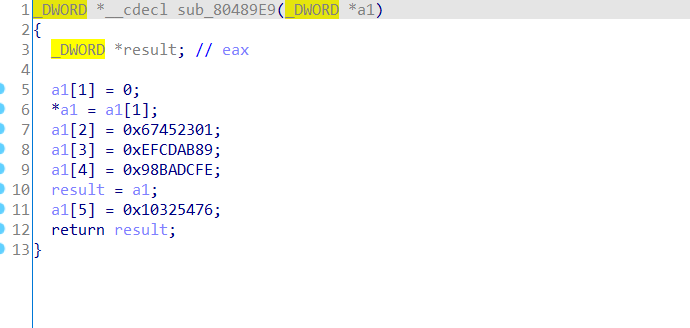 1 _DWORD *__cdecl sub_80489E9(_DWORD *a1)
2 {
3 _DWORD *result; // eax
4
5 a1[1] = 0;
6 *a1 = a1[1];
7 a1[2] = 0x67452301;
8 a1[3] = 0xEFCDAB89;
9 a1[4] = 0x98BADCFE;
10 result = a1;
11 a1[5] = 0x10325476;
12 return result;
13 }